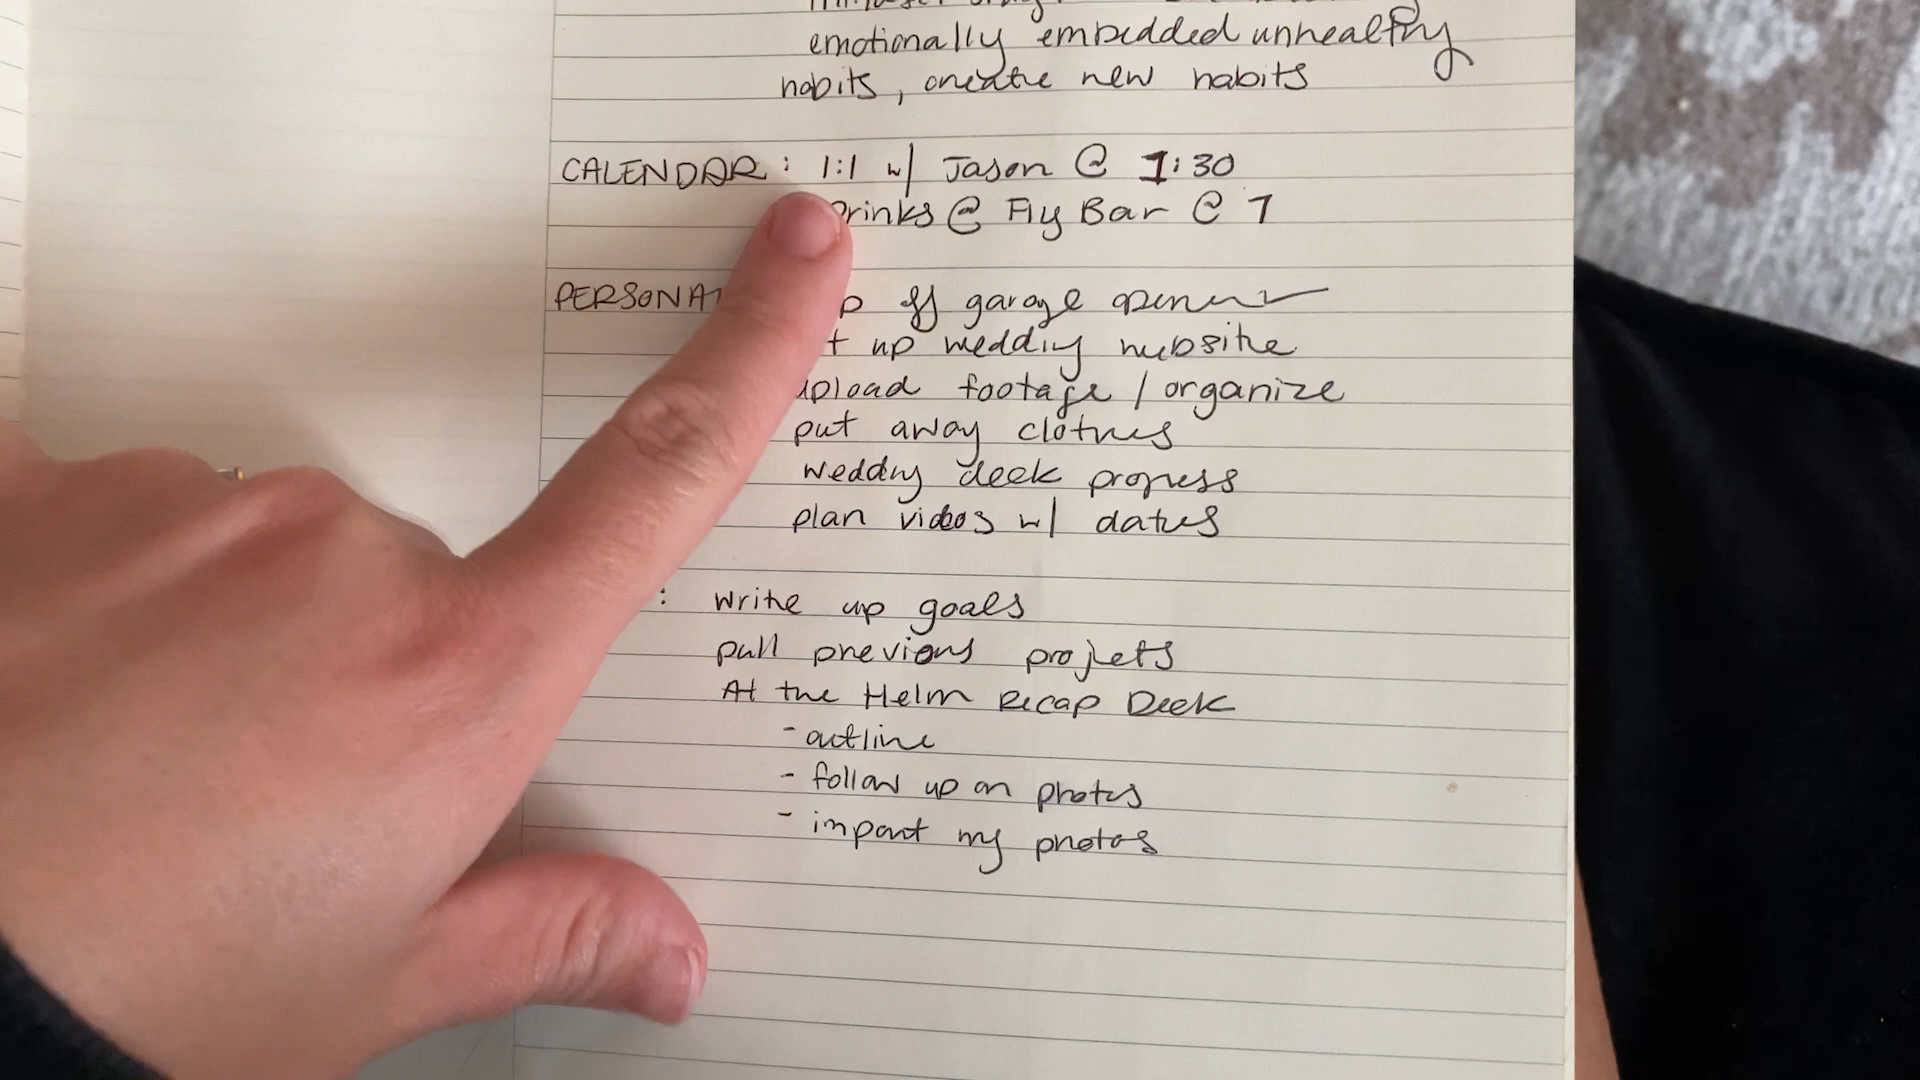 emotionally embedded unhealthy
habits, create new habits
CALENDAR: 1:1 w/ Jason @ 1:30
Drinks @ Fly Bar @ 7
PERSONA
off garage opener
up wedding website
upload footage / organize
put away clothes
wedding deck progress
plan videos w/ dates
: write up goals
pull previous projects
At the Helm Recap Deck
- outline
- follow up on photos
- import my photos